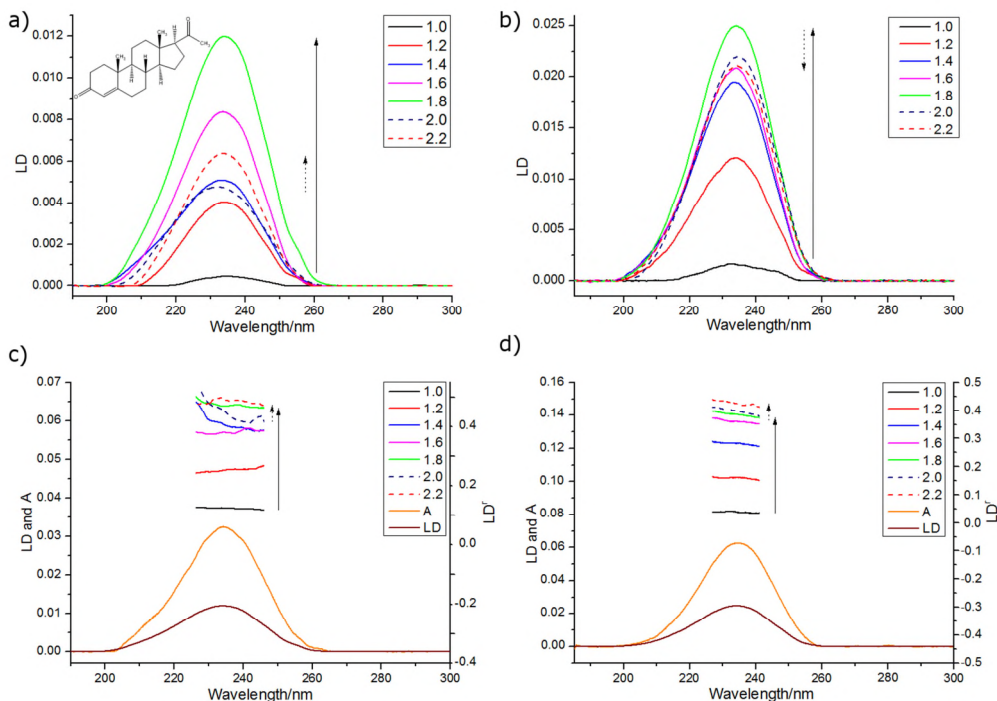 a)
CH₃
O
H
CH₃
CH₃
H
H
H
O
LD
0.012
0.010
0.008
0.006
0.004
0.002
0.000
200 220 240 260 280 300
Wavelength/nm
1.0
1.2
1.4
1.6
1.8
2.0
2.2
b)
LD
0.025
0.020
0.015
0.010
0.005
0.000
200 220 240 260 280 300
Wavelength/nm
1.0
1.2
1.4
1.6
1.8
2.0
2.2
c)
LD and A
0.07
0.06
0.05
0.04
0.03
0.02
0.01
0.00
200 220 240 260 280 300
Wavelength/nm
1.0
1.2
1.4
1.6
1.8
2.0
2.2
A
LD
0.4
0.2
0.0
-0.2
-0.4
LDʳ
d)
LD and A
0.16
0.14
0.12
0.10
0.08
0.06
0.04
0.02
0.00
200 220 240 260 280 300
Wavelength/nm
1.0
1.2
1.4
1.6
1.8
2.0
2.2
A
LD
0.5
0.4
0.3
0.2
0.1
0.0
-0.1
-0.2
-0.3
-0.4
-0.5
LDʳ